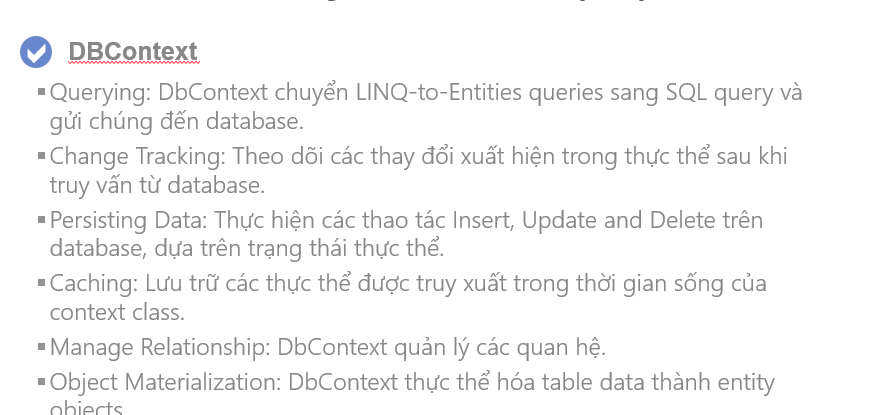 DBContext
▪Querying: DbContext chuyển LINQ-to-Entities queries sang SQL query và
gửi chúng đến database.
▪Change Tracking: Theo dõi các thay đổi xuất hiện trong thực thể sau khi
truy vấn từ database.
▪Persisting Data: Thực hiện các thao tác Insert, Update and Delete trên
database, dựa trên trạng thái thực thể.
▪Caching: Lưu trữ các thực thể được truy xuất trong thời gian sống của
context class.
▪Manage Relationship: DbContext quản lý các quan hệ.
▪Object Materialization: DbContext thực thể hóa table data thành entity
objects